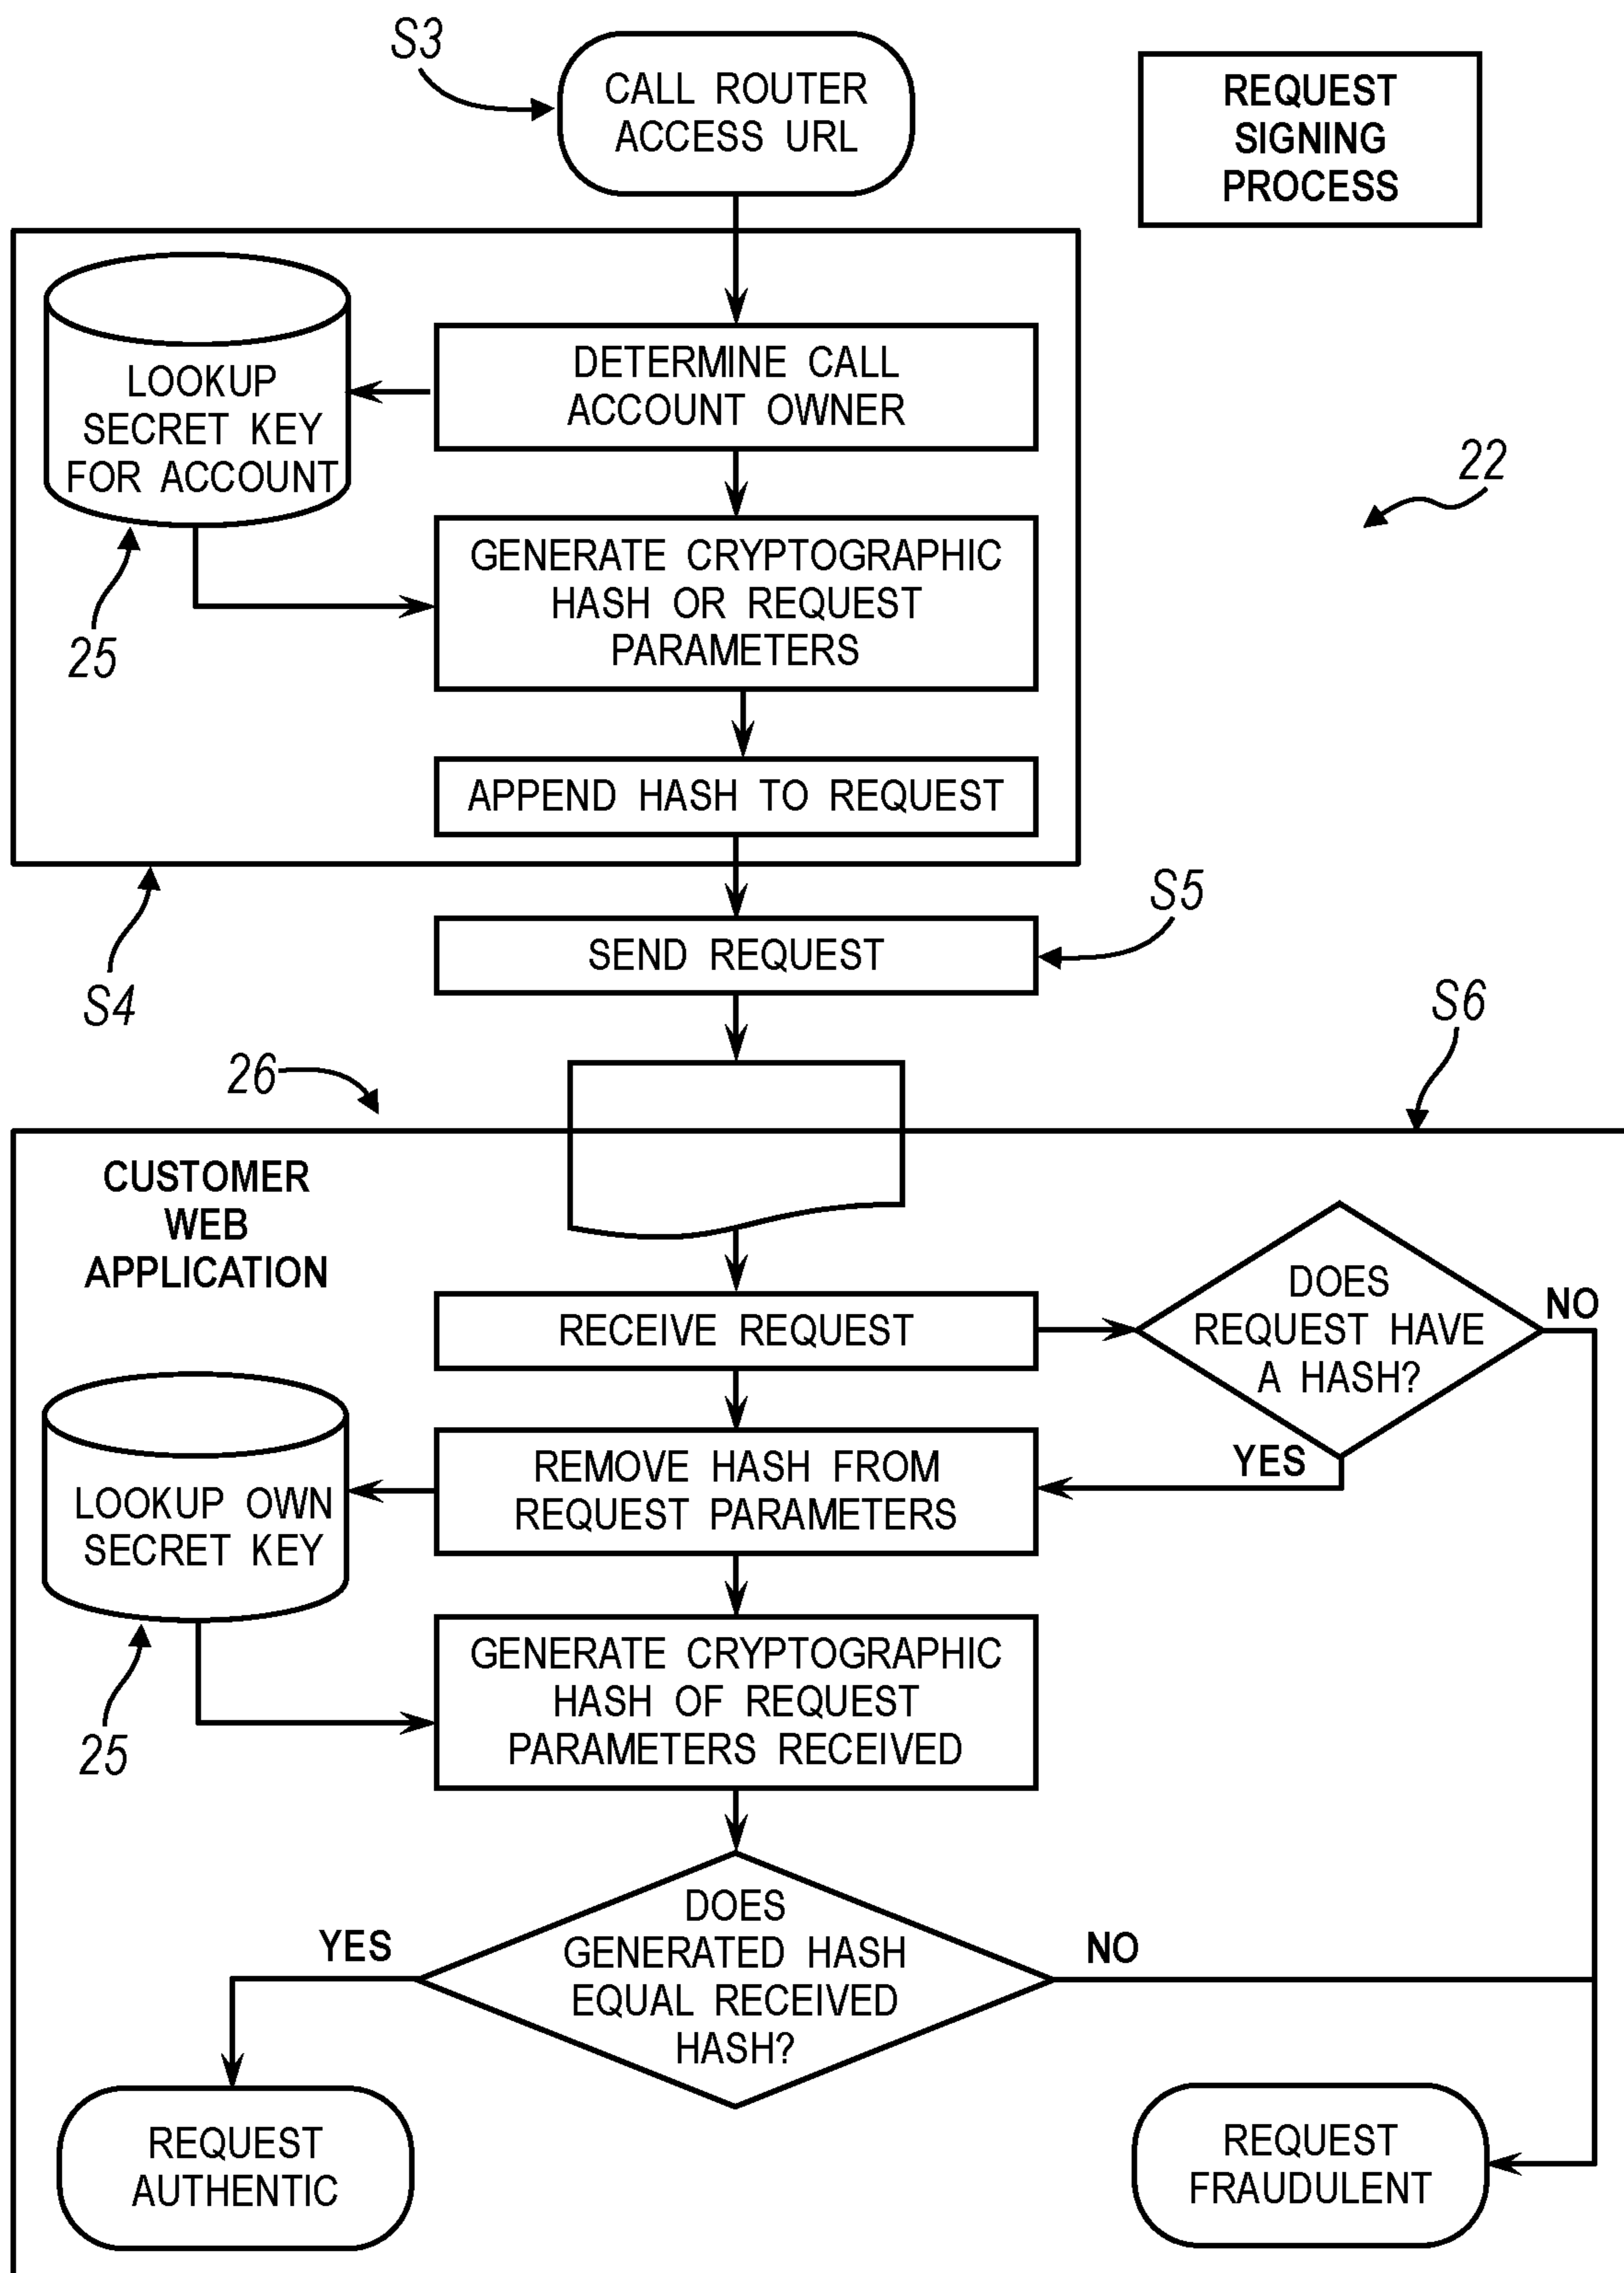 S3
CALL ROUTER
ACCESS URL
REQUEST
SIGNING
PROCESS
LOOKUP
SECRET KEY
FOR ACCOUNT
DETERMINE CALL
ACCOUNT OWNER
22
GENERATE CRYPTOGRAPHIC
HASH OR REQUEST
PARAMETERS
25
APPEND HASH TO REQUEST
S4
S5
SEND REQUEST
26
S6
CUSTOMER
WEB
APPLICATION
RECEIVE REQUEST
DOES
REQUEST HAVE
A HASH?
NO
YES
REMOVE HASH FROM
REQUEST PARAMETERS
LOOKUP OWN
SECRET KEY
25
GENERATE CRYPTOGRAPHIC
HASH OF REQUEST
PARAMETERS RECEIVED
DOES
GENERATED HASH
EQUAL RECEIVED
HASH?
YES
NO
REQUEST
AUTHENTIC
REQUEST
FRAUDULENT